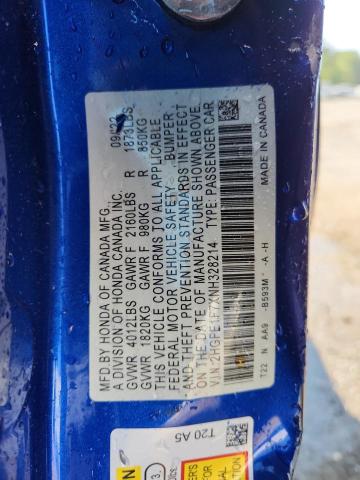 MFD BY HONDA OF CANADA MFG. 09/22
A DIVISION OF HONDA CANADA INC.
GVWR 4012LBS GAWR F 2160LBS R 1873LBS
GVWR 1820KG GAWR F 980KG R 850KG
THIS VEHICLE CONFORMS TO ALL APPLICABLE
FEDERAL MOTOR VEHICLE SAFETY, BUMPER,
AND THEFT PREVENTION STANDARDS IN EFFECT
ON THE DATE OF MANUFACTURE SHOWN ABOVE.
TYPE: PASSENGER CAR
T22 N AA9 -B593M -A -H
MADE IN CANADA
T20 A5